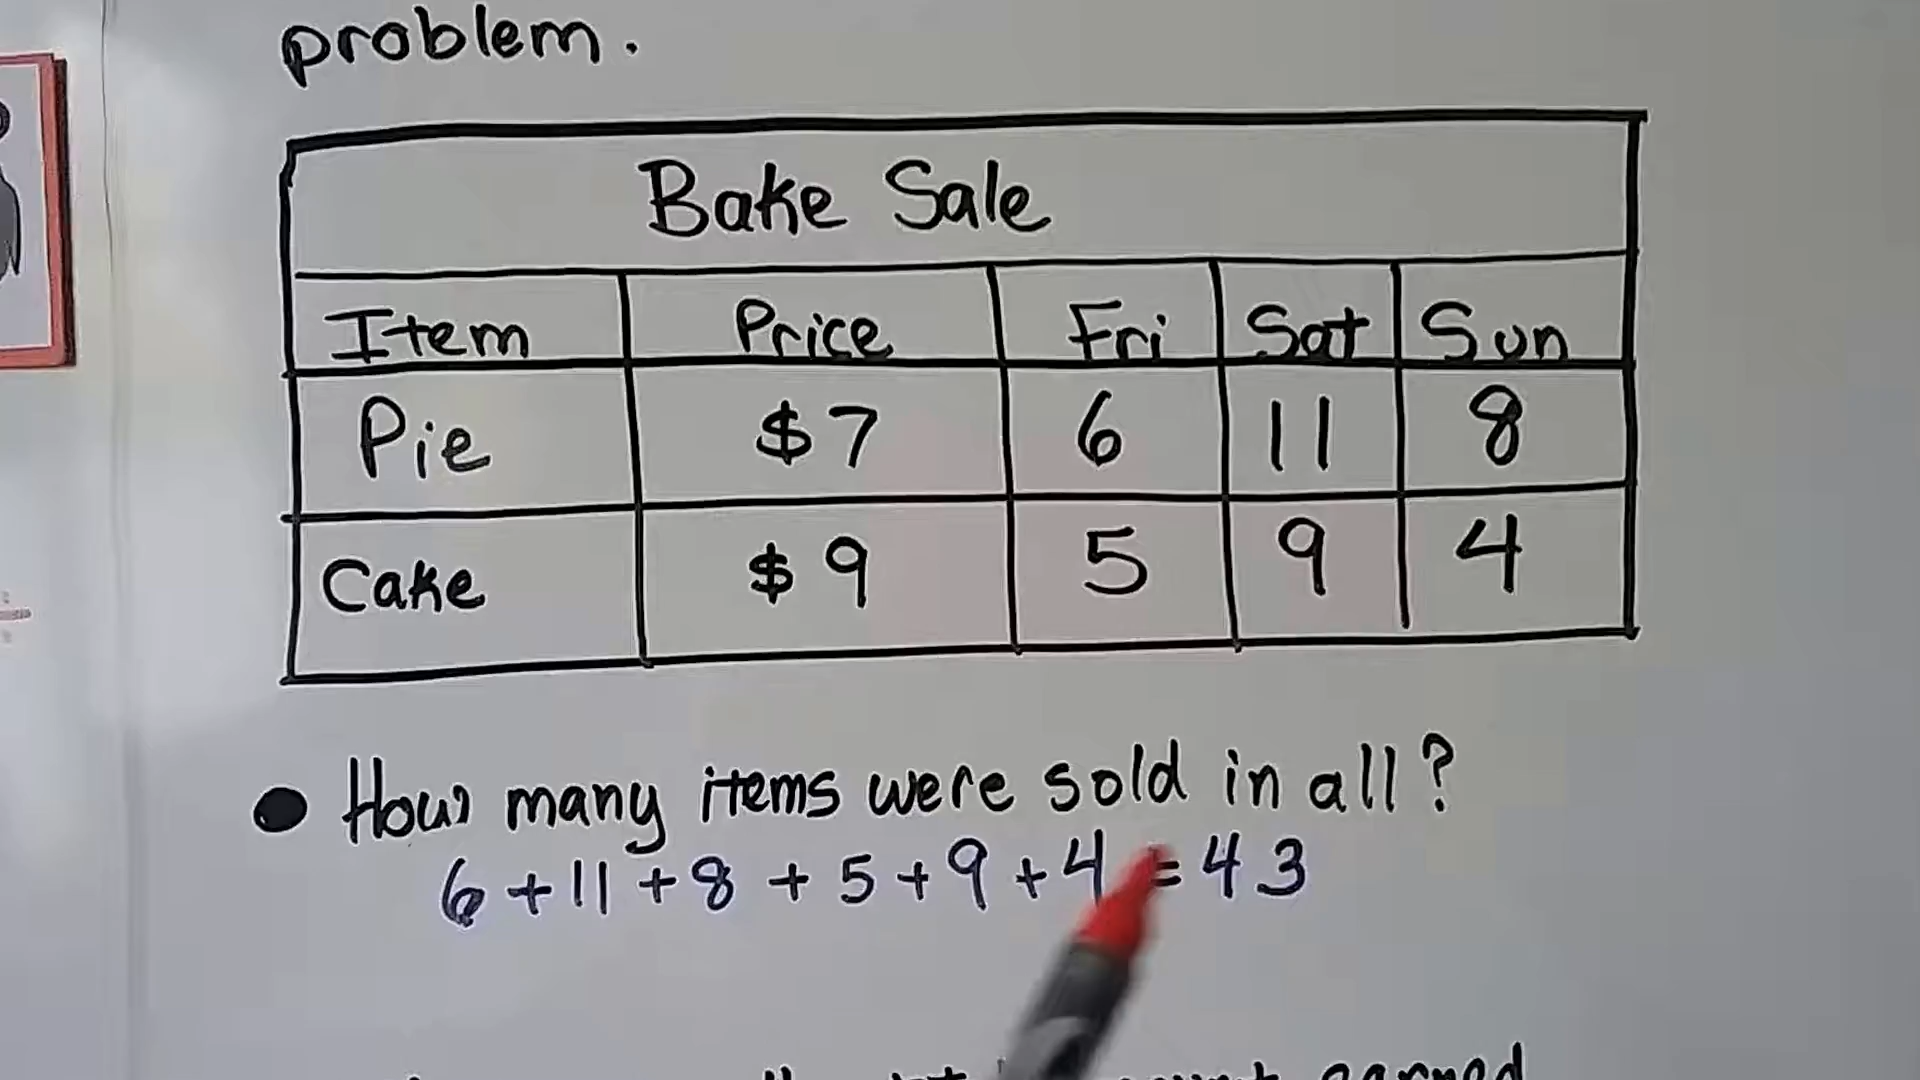 problem.
Bake Sale
Item Price Fri Sat Sun
Pie $7 6 11 8
Cake $9 5 9 4
How many items were sold in all?
6+11+8+5+9+4=43
earned